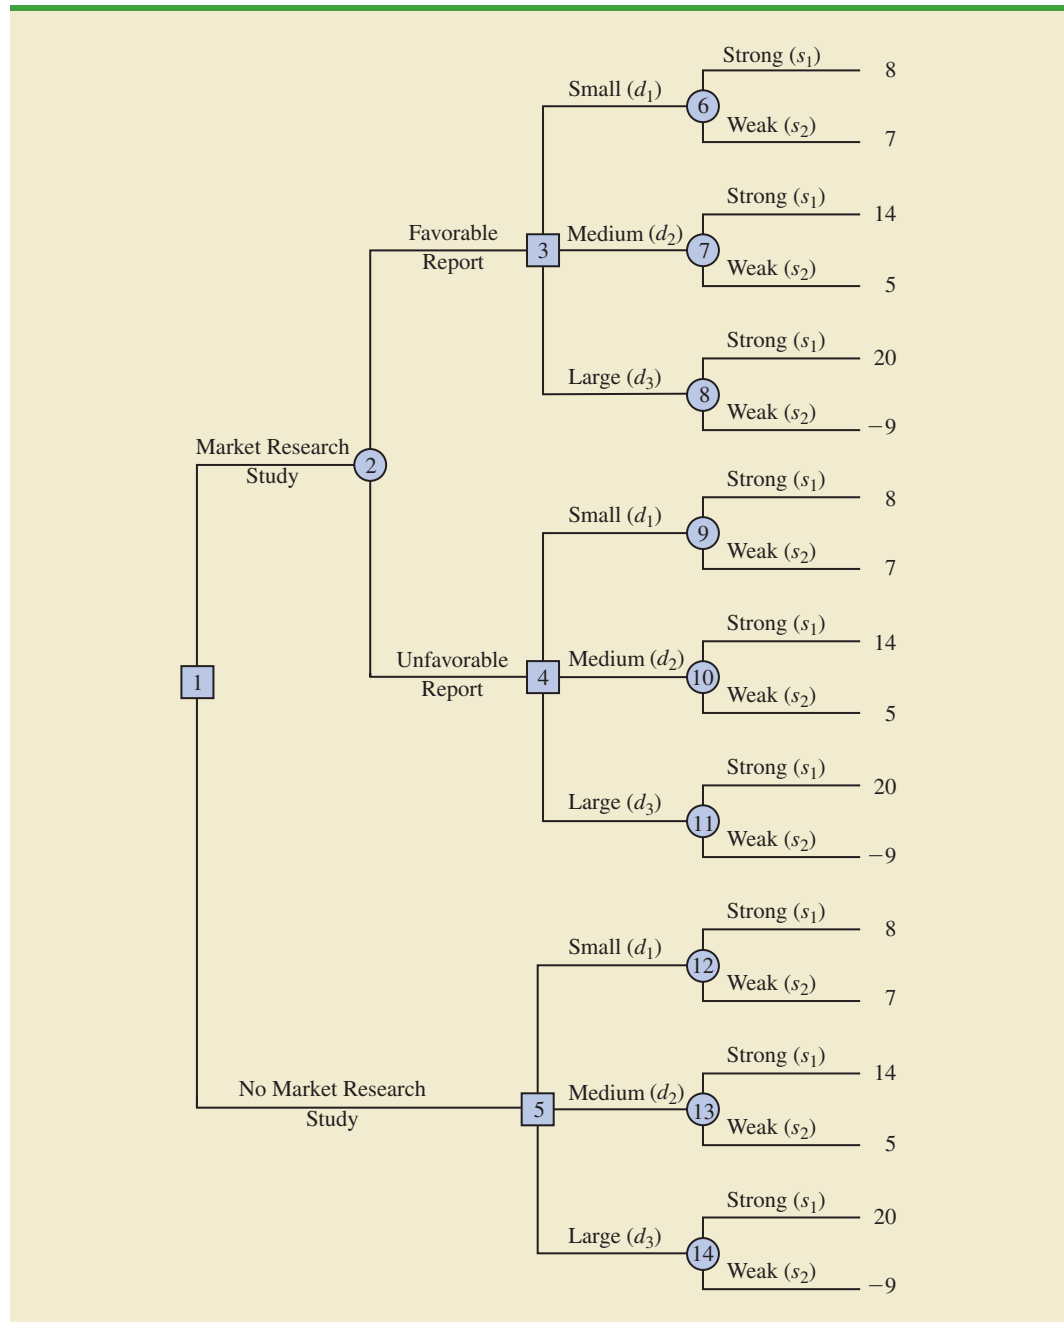 Strong (s1) 8
Small (d1)
6
Weak (s2) 7
Strong (s1) 14
Favorable
Report
3
Medium (d2)
7
Weak (s2) 5
Strong (s1) 20
Large (d3)
8
Weak (s2) −9
Market Research
Study
2
Strong (s1) 8
Small (d1)
9
Weak (s2) 7
Strong (s1) 14
Unfavorable
Report
4
Medium (d2)
10
Weak (s2) 5
1
Strong (s1) 20
Large (d3)
11
Weak (s2) −9
Strong (s1) 8
Small (d1)
12
Weak (s2) 7
Strong (s1) 14
No Market Research
Study
5
Medium (d2)
13
Weak (s2) 5
Strong (s1) 20
Large (d3)
14
Weak (s2) −9